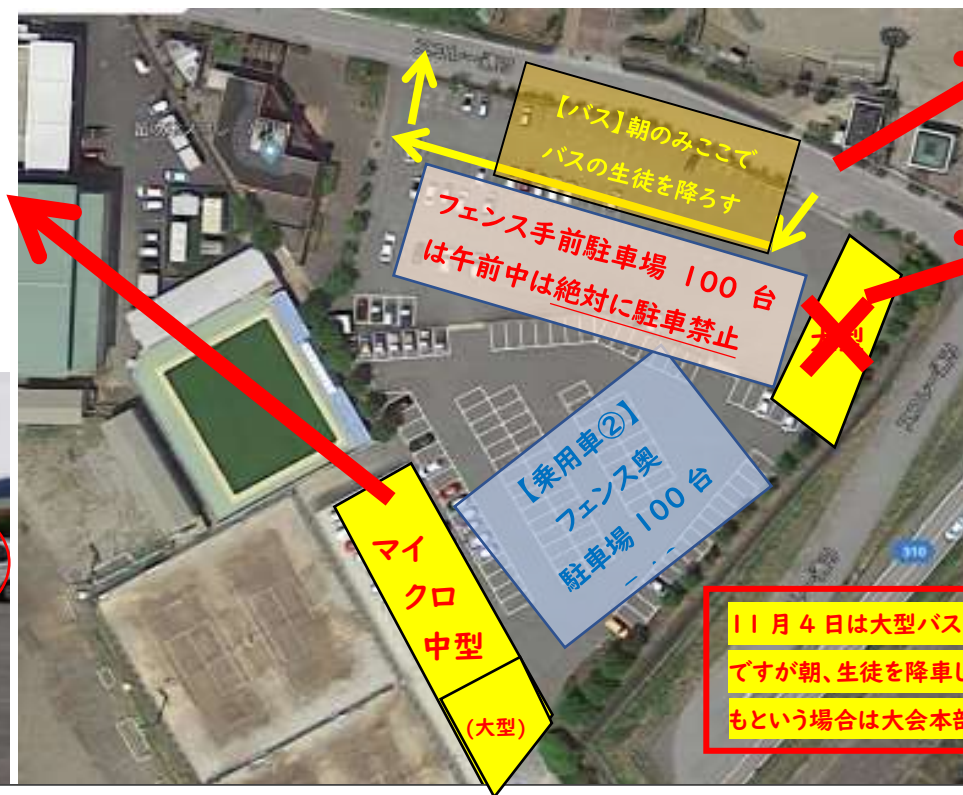 【バス】朝のみここで
バスの生徒を降ろす
フェンス手前駐車場 100 台
は午前中は絶対に駐車禁止
【乗用車②】
フェンス奥
駐車場 100 台
マイ
クロ
中型
(大型)
310
11 月 4 日は大型バス
ですが朝、生徒を降車し
もという場合は大会本部